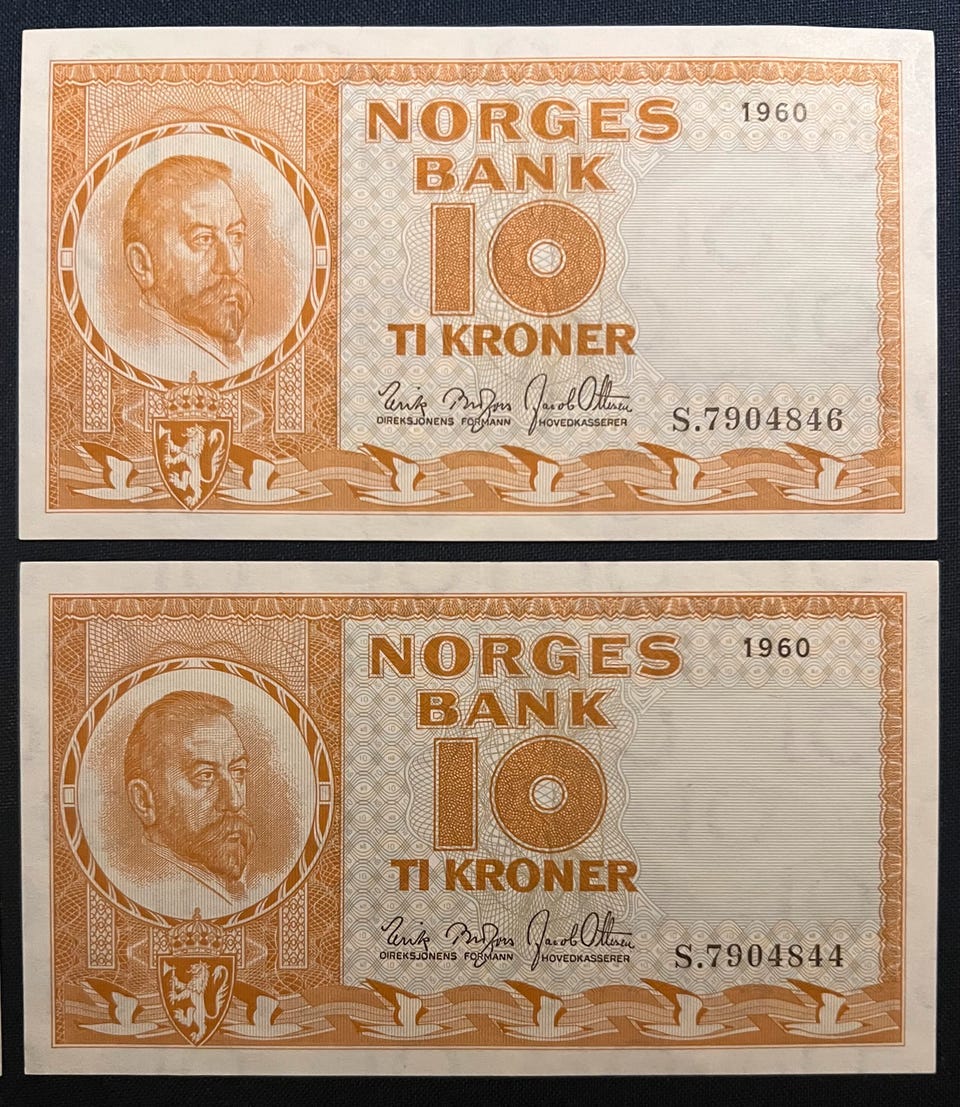 NORGES 1960
BANK
10
TI KRONER
DIREKSJONENS FORMANN HOVEDKASSERER
S.7904846
NORGES 1960
BANK
10
TI KRONER
DIREKSJONENS FORMANN HOVEDKASSERER
S.7904844